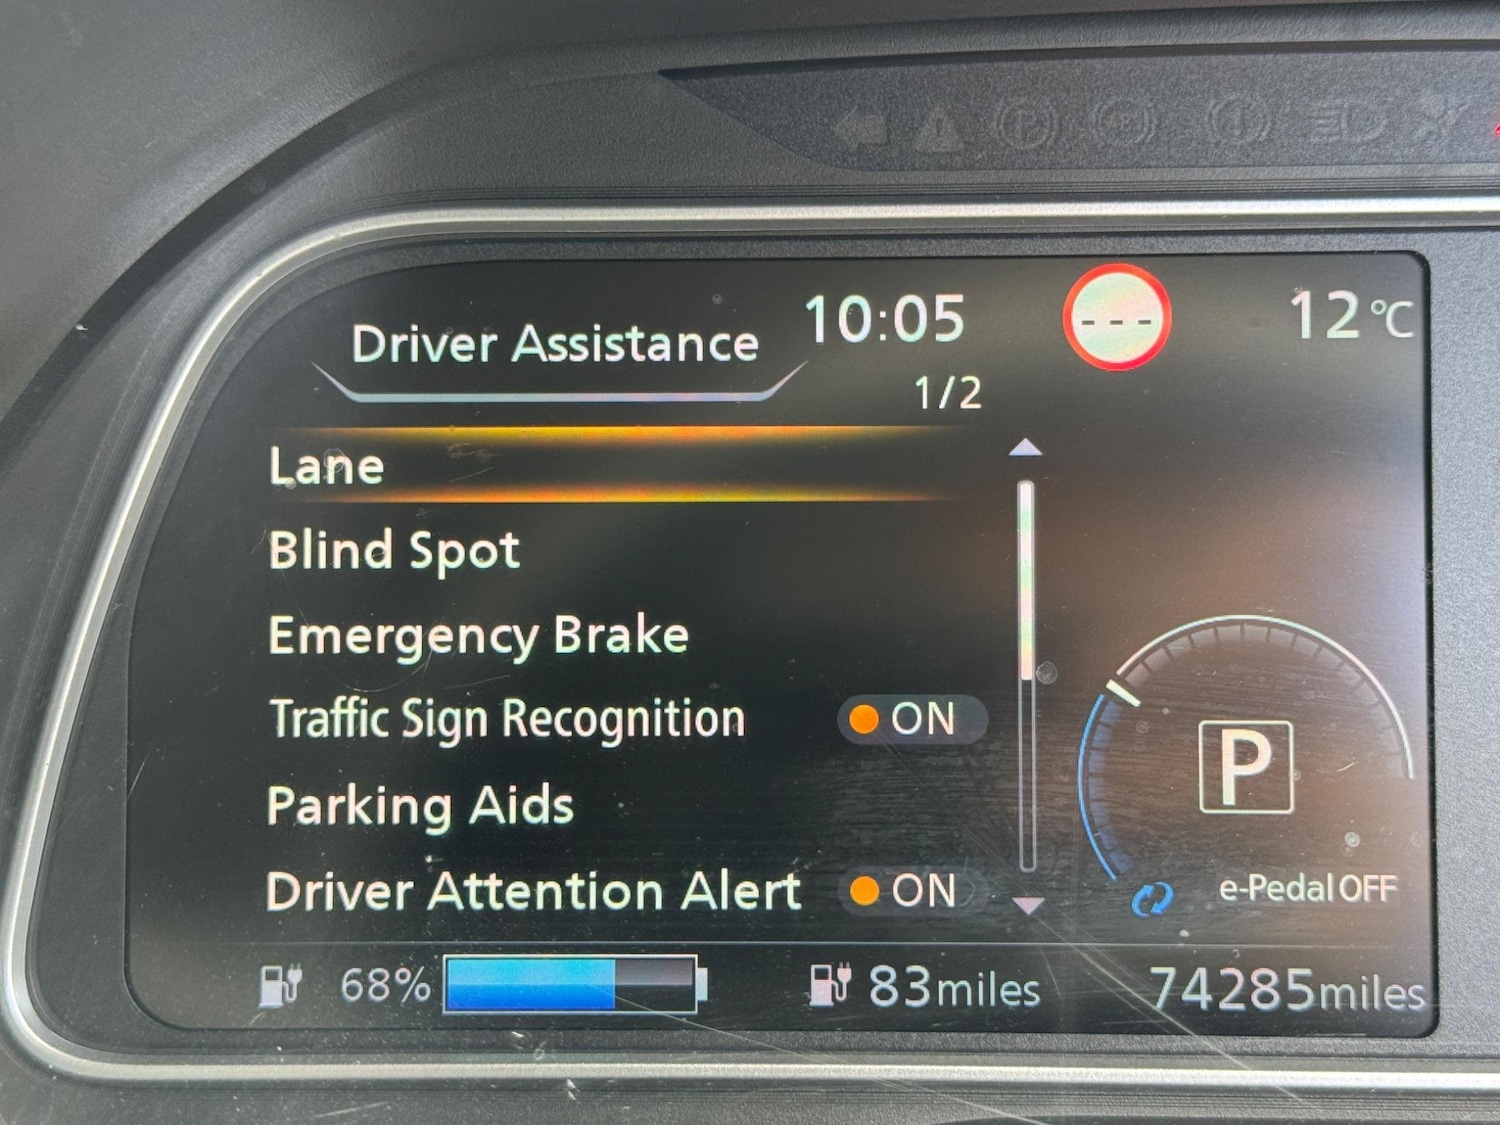 Driver Assistance
10:05
---
12°C
1/2
Lane
Blind Spot
Emergency Brake
Traffic Sign Recognition ON
Parking Aids
Driver Attention Alert ON
P
e-Pedal OFF
68%
83miles
74285miles